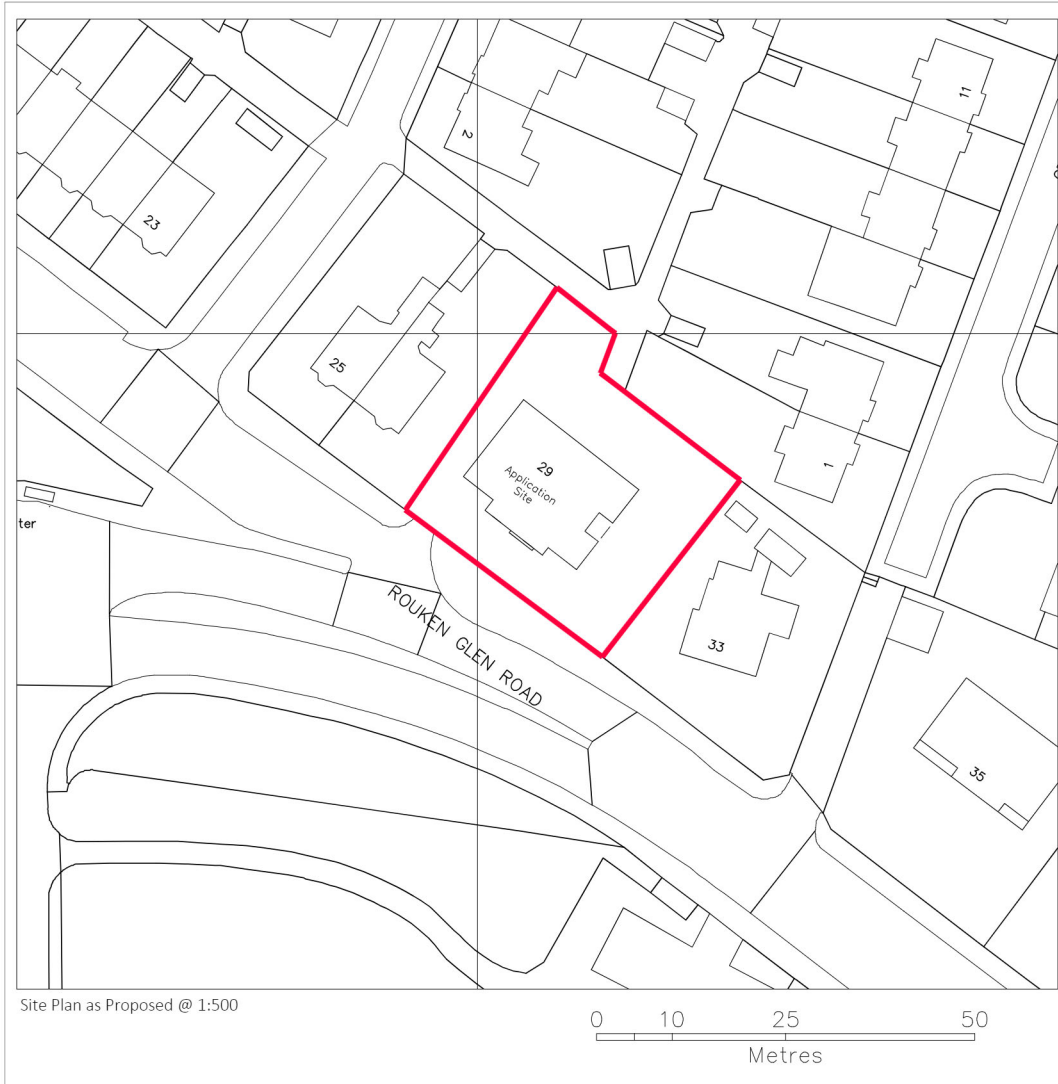 11
2
23
25
29
Application
Site
1
ter
ROUKEN GLEN ROAD
33
35
Site Plan as Proposed @ 1:500
0 10 25 50
Metres